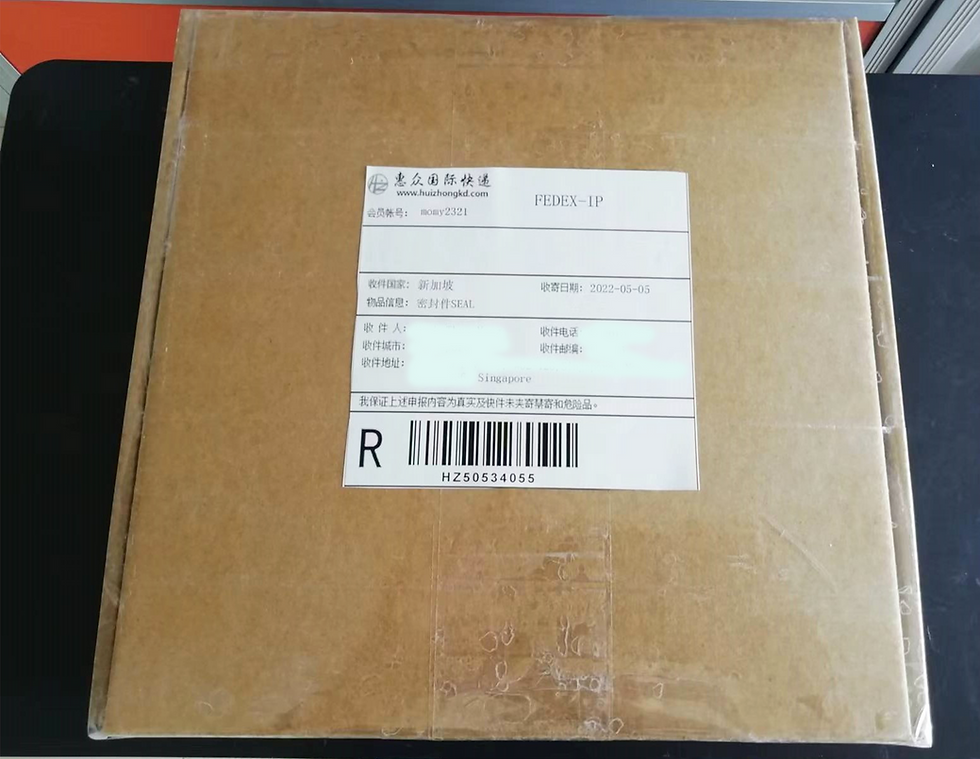 惠众国际快递
www.huizhongkd.com
FEDEX-IP
会员帐号: momy2321
收件国家: 新加坡 收寄日期: 2022-05-05
物品信息: 密封件SEAL
收 件 人: 收件电话
收件城市: 收件邮编:
收件地址:
Singapore
我保证上述申报内容为真实及快件未夹寄禁寄和危险品。
R
HZ50534055